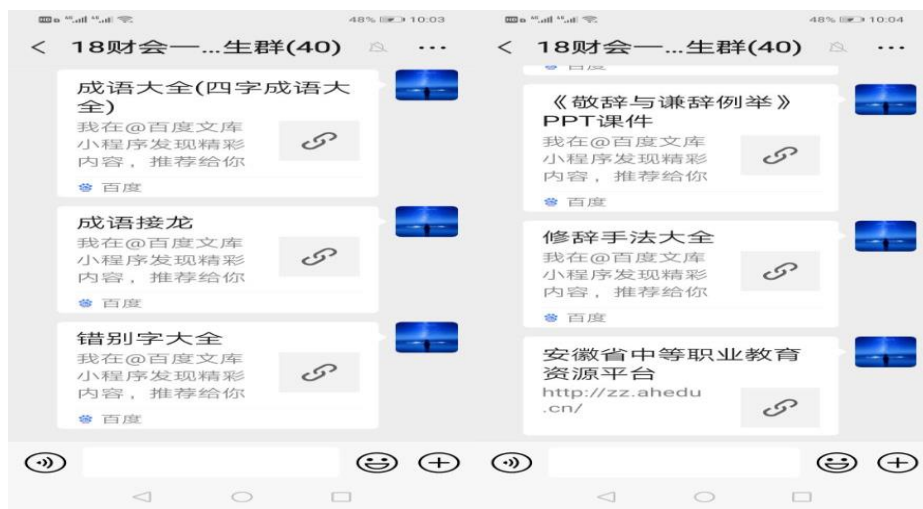 48% 10:03
18财会一...生群(40)
成语大全(四字成语大
全)
我在@百度文库
小程序发现精彩
内容，推荐给你
百度
成语接龙
我在@百度文库
小程序发现精彩
内容，推荐给你
百度
错别字大全
我在@百度文库
小程序发现精彩
内容，推荐给你
百度
48% 10:04
18财会一...生群(40)
百度
《敬辞与谦辞例举》
PPT课件
我在@百度文库
小程序发现精彩
内容，推荐给你
百度
修辞手法大全
我在@百度文库
小程序发现精彩
内容，推荐给你
百度
安徽省中等职业教育
资源平台
http://zz.ahedu
.cn/